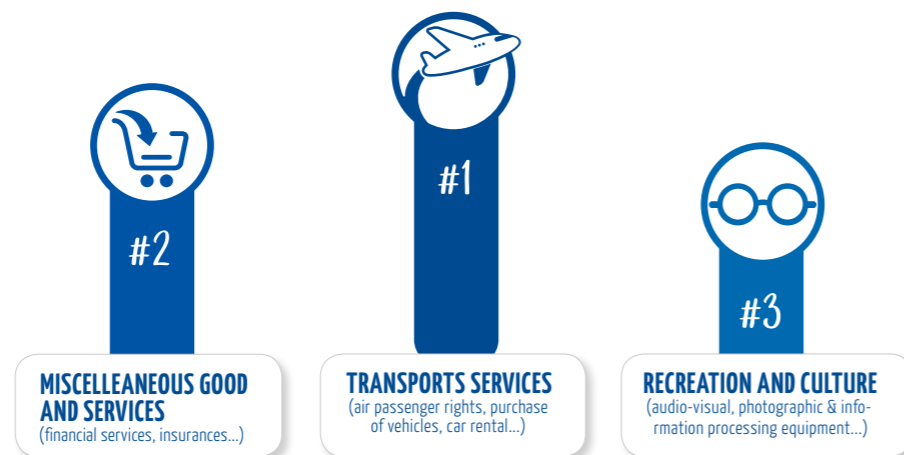 #1
#2
#3
MISCELLEANEOUS GOOD
AND SERVICES
(financial services, insurances...)
TRANSPORTS SERVICES
(air passenger rights, purchase
of vehicles, car rental...)
RECREATION AND CULTURE
(audio-visual, photographic & info-
rmation processing equipment...)